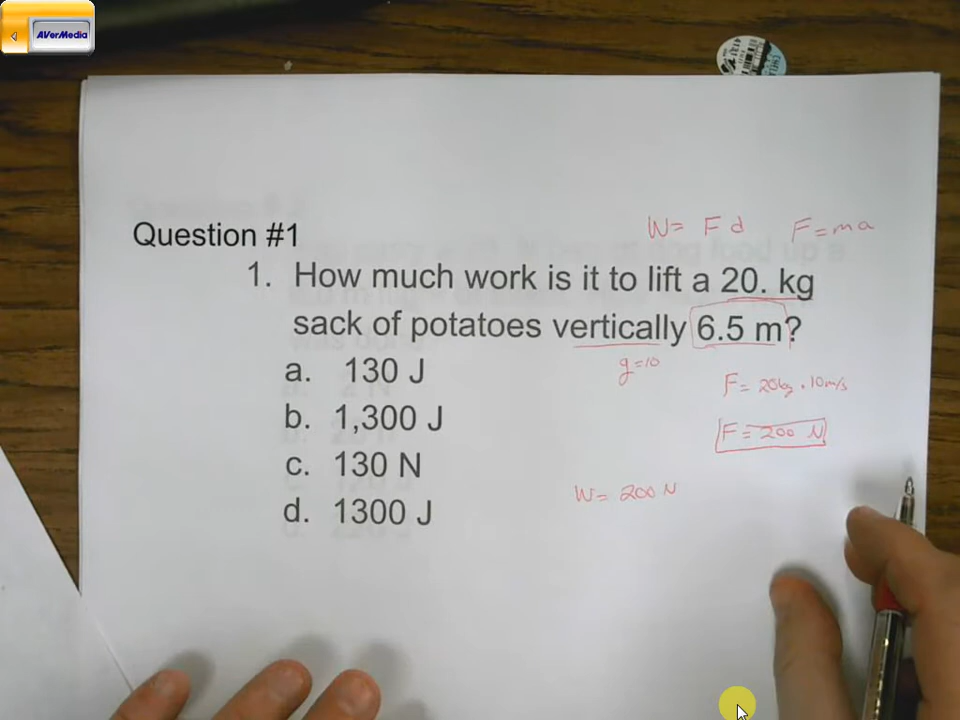 AVerMedia
W= F d F=ma
Question #1
1. How much work is it to lift a 20. kg
sack of potatoes vertically 6.5 m?
g=10
a. 130 J
F= 20kg . 10m/s
b. 1,300 J
F= 200 N
c. 130 N
W= 200 N
d. 1300 J